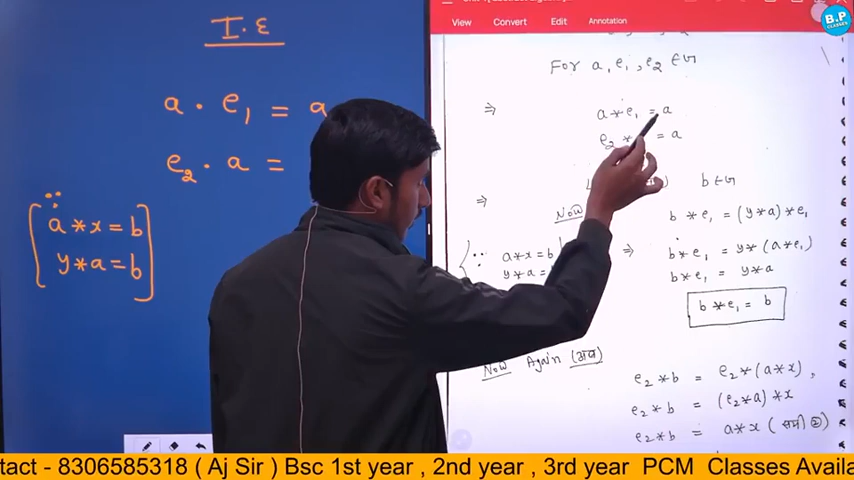 I.E
a · e₁ = a
e₂ · a =
[∵ a * x = b
y * a = b]
View Convert Edit Annotation
B.P
CLASSES
For a, e₁, e₂ ∈ G
⇒ a * e₁ = a
e₂ * = a
⇒ b ∈ G
Now b * e₁ = (y * a) * e₁
∵ a * x = b ⇒ b * e₁ = y * (a * e₁)
y * a = b * e₁ = y * a
b * e₁ = b
Now Again (अब)
e₂ * b = e₂ * (a * x),
e₂ * b = (e₂ * a) * x
e₂ * b = a * x (समी ②)
tact - 8306585318 ( Aj Sir ) Bsc 1st year , 2nd year , 3rd year PCM Classes Availa